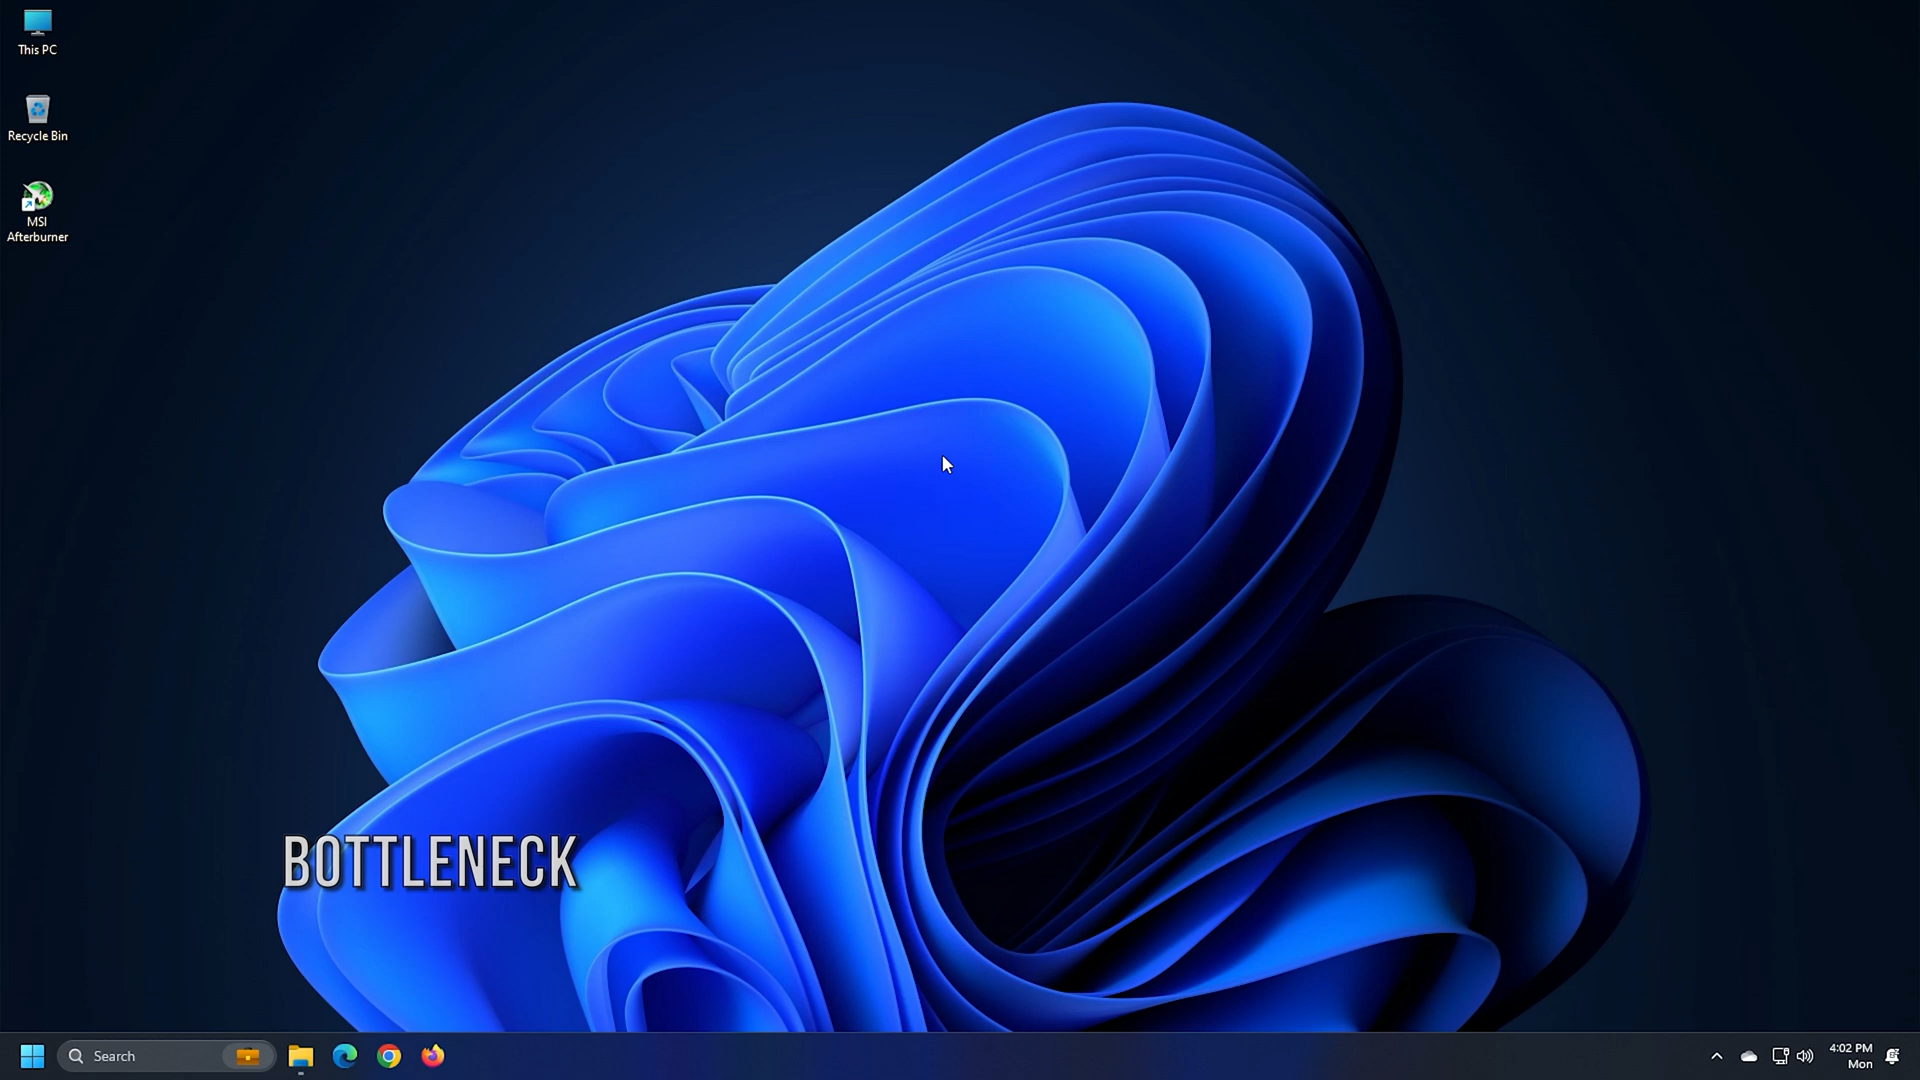 This PC
Recycle Bin
MSI
Afterburner
BOTTLENECK
Search
4:02 PM
Mon